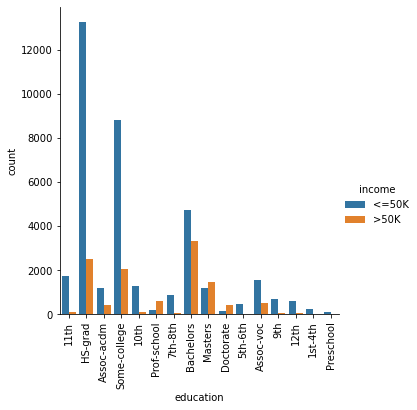 12000
10000
8000
6000
4000
2000
0
count
11th
HS-grad
Assoc-acdm
Some-college
10th
Prof-school
7th-8th
Bachelors
Masters
Doctorate
5th-6th
Assoc-voc
9th
12th
1st-4th
Preschool
education
income
<=50K
>50K